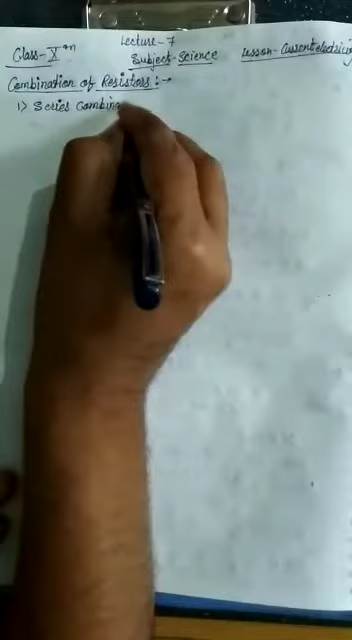 Lecture-7
Class-Xth Subject-Science Lesson-Current electricity
Combination of Resistors:→
1) Series Combina